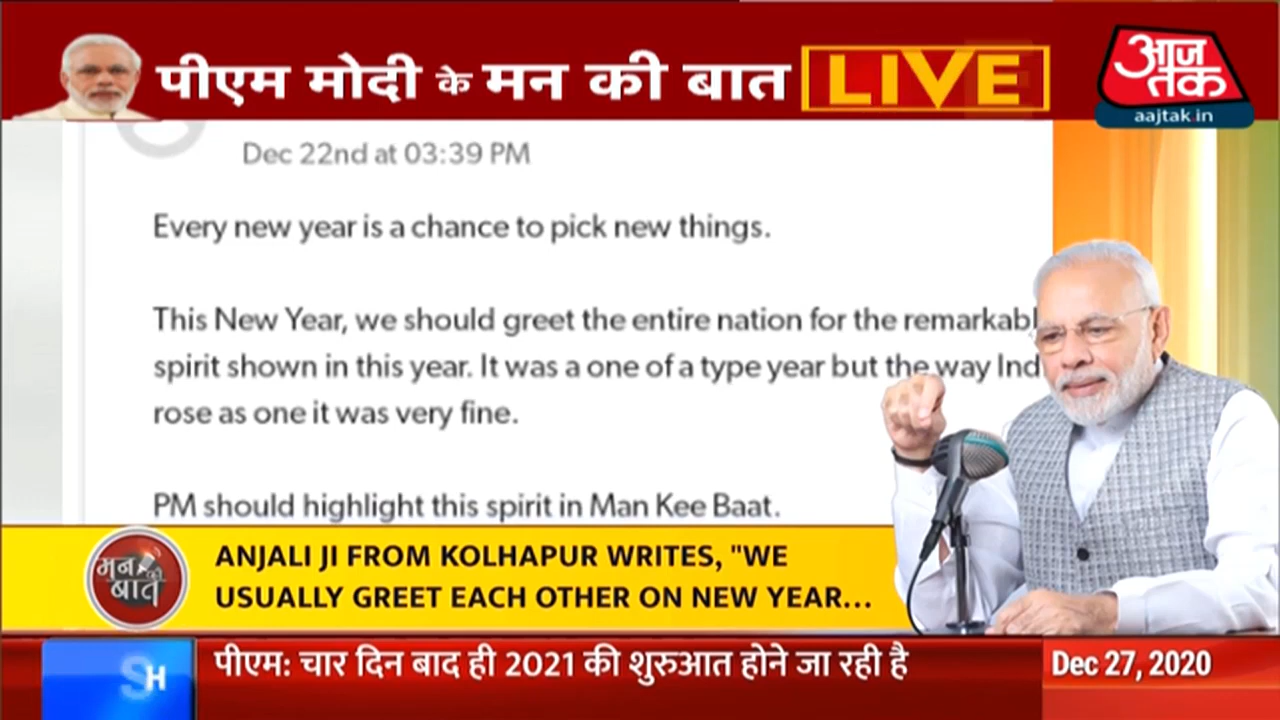 पीएम मोदी के मन की बात LIVE
आज तक
aajtak.in
Dec 22nd at 03:39 PM
Every new year is a chance to pick new things.
This New Year, we should greet the entire nation for the remarkabl
spirit shown in this year. It was a one of a type year but the way Ind
rose as one it was very fine.
PM should highlight this spirit in Man Kee Baat.
मन की बात
ANJALI JI FROM KOLHAPUR WRITES, "WE
USUALLY GREET EACH OTHER ON NEW YEAR...
SH
पीएम: चार दिन बाद ही 2021 की शुरुआत होने जा रही है
Dec 27, 2020